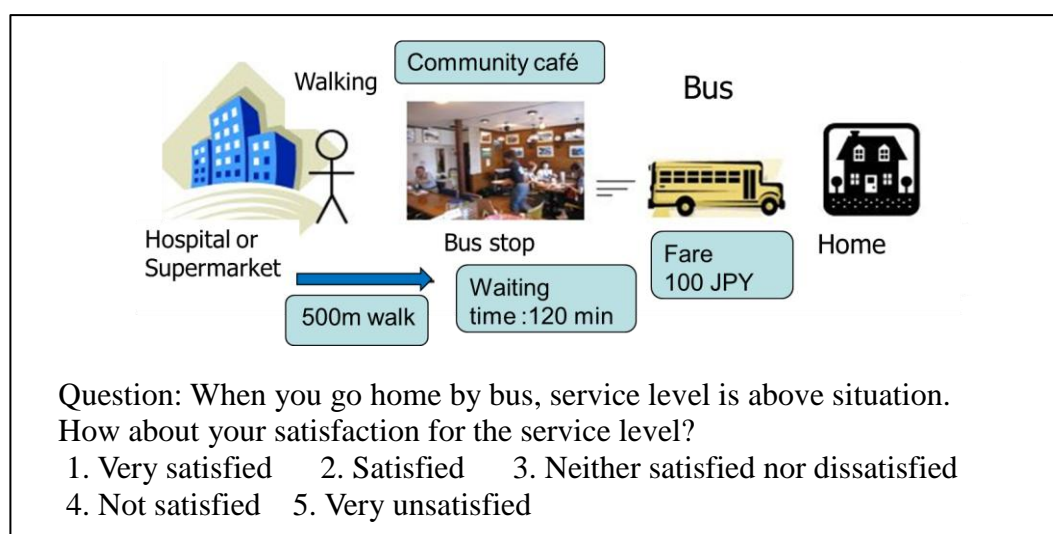 Community café
Walking
Bus
Hospital or
Supermarket
Bus stop
Home
Fare
100 JPY
Waiting
time :120 min
500m walk
Question: When you go home by bus, service level is above situation.
How about your satisfaction for the service level?
1. Very satisfied 2. Satisfied 3. Neither satisfied nor dissatisfied
4. Not satisfied 5. Very unsatisfied